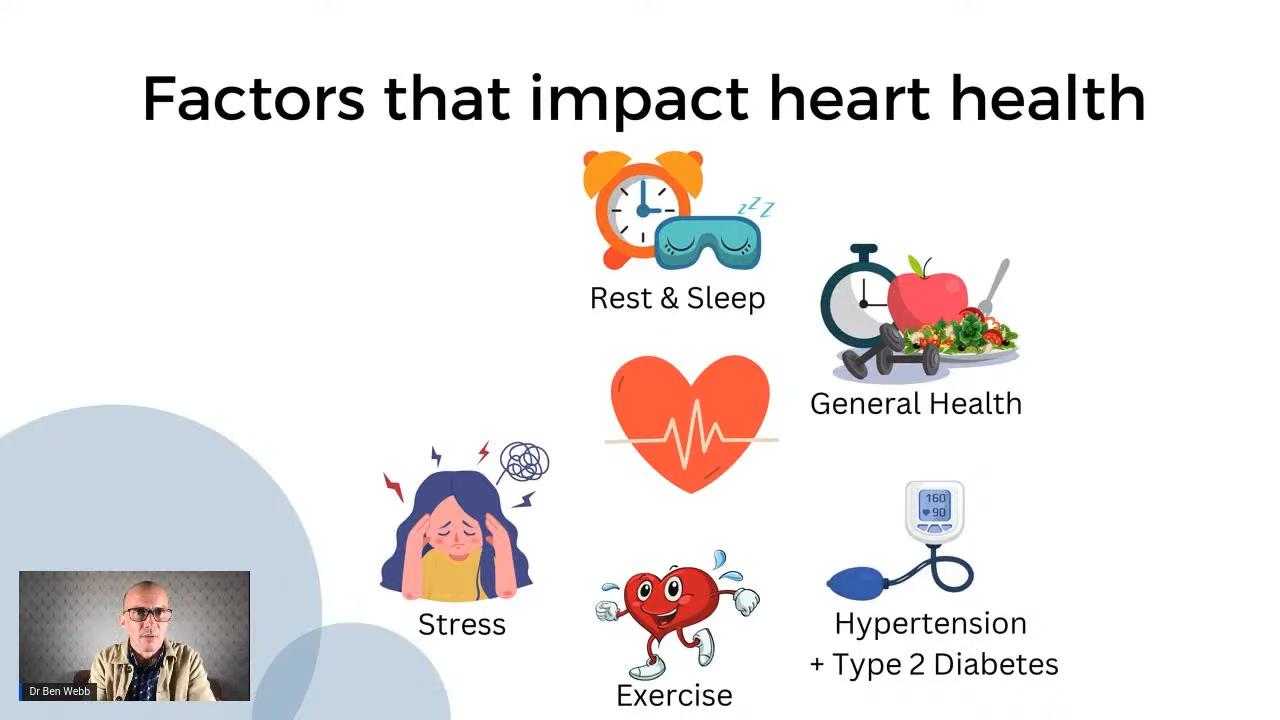 Factors that impact heart health
zZZ
Rest & Sleep
General Health
160
90
Stress
Hypertension
+ Type 2 Diabetes
Exercise
Dr Ben Webb